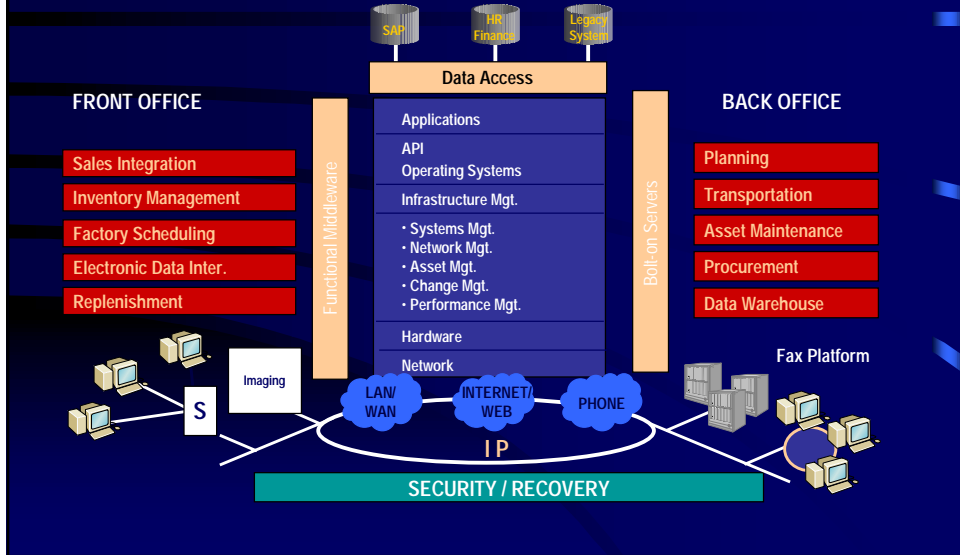 SAP
HR
Finance
Legacy
System
Data Access
FRONT OFFICE
Sales Integration
Inventory Management
Factory Scheduling
Electronic Data Inter.
Replenishment
Functional Middleware
Applications
API
Operating Systems
Infrastructure Mgt.
• Systems Mgt.
• Network Mgt.
• Asset Mgt.
• Change Mgt.
• Performance Mgt.
Hardware
Network
Bolt-on Servers
BACK OFFICE
Planning
Transportation
Asset Maintenance
Procurement
Data Warehouse
Fax Platform
Imaging
S
LAN/
WAN
INTERNET/
WEB
PHONE
IP
SECURITY / RECOVERY